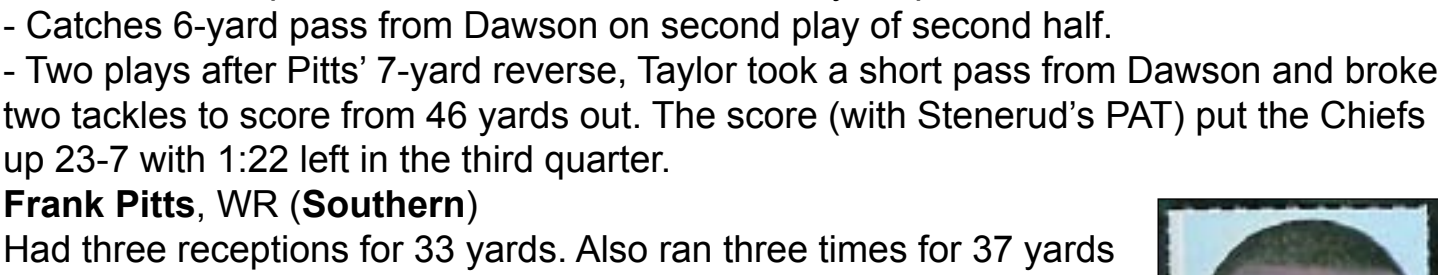 - Catches 6-yard pass from Dawson on second play of second half.
- Two plays after Pitts’ 7-yard reverse, Taylor took a short pass from Dawson and broke
two tackles to score from 46 yards out. The score (with Stenerud’s PAT) put the Chiefs
up 23-7 with 1:22 left in the third quarter.
Frank Pitts, WR (Southern)
Had three receptions for 33 yards. Also ran three times for 37 yards